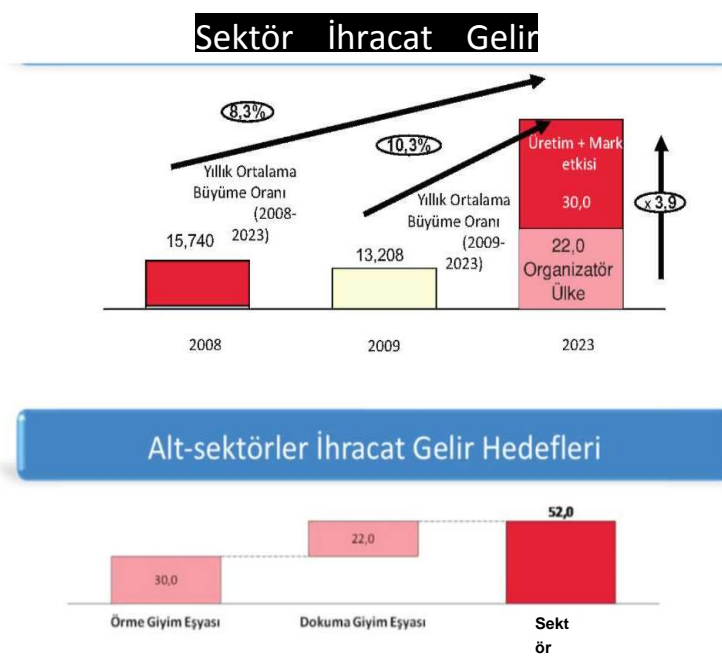 Sektör İhracat Gelir
8,3%
10,3%
Yıllık Ortalama
Büyüme Oranı
(2008-
2023)
Yıllık Ortalama
Büyüme Oranı
(2009-
2023)
Üretim + Mark
etkisi
30,0
x 3,9
15,740
13,208
22,0
Organizatör
Ülke
2008
2009
2023
Alt-sektörler İhracat Gelir Hedefleri
52,0
22,0
30,0
Örme Giyim Eşyası
Dokuma Giyim Eşyası
Sekt
ör